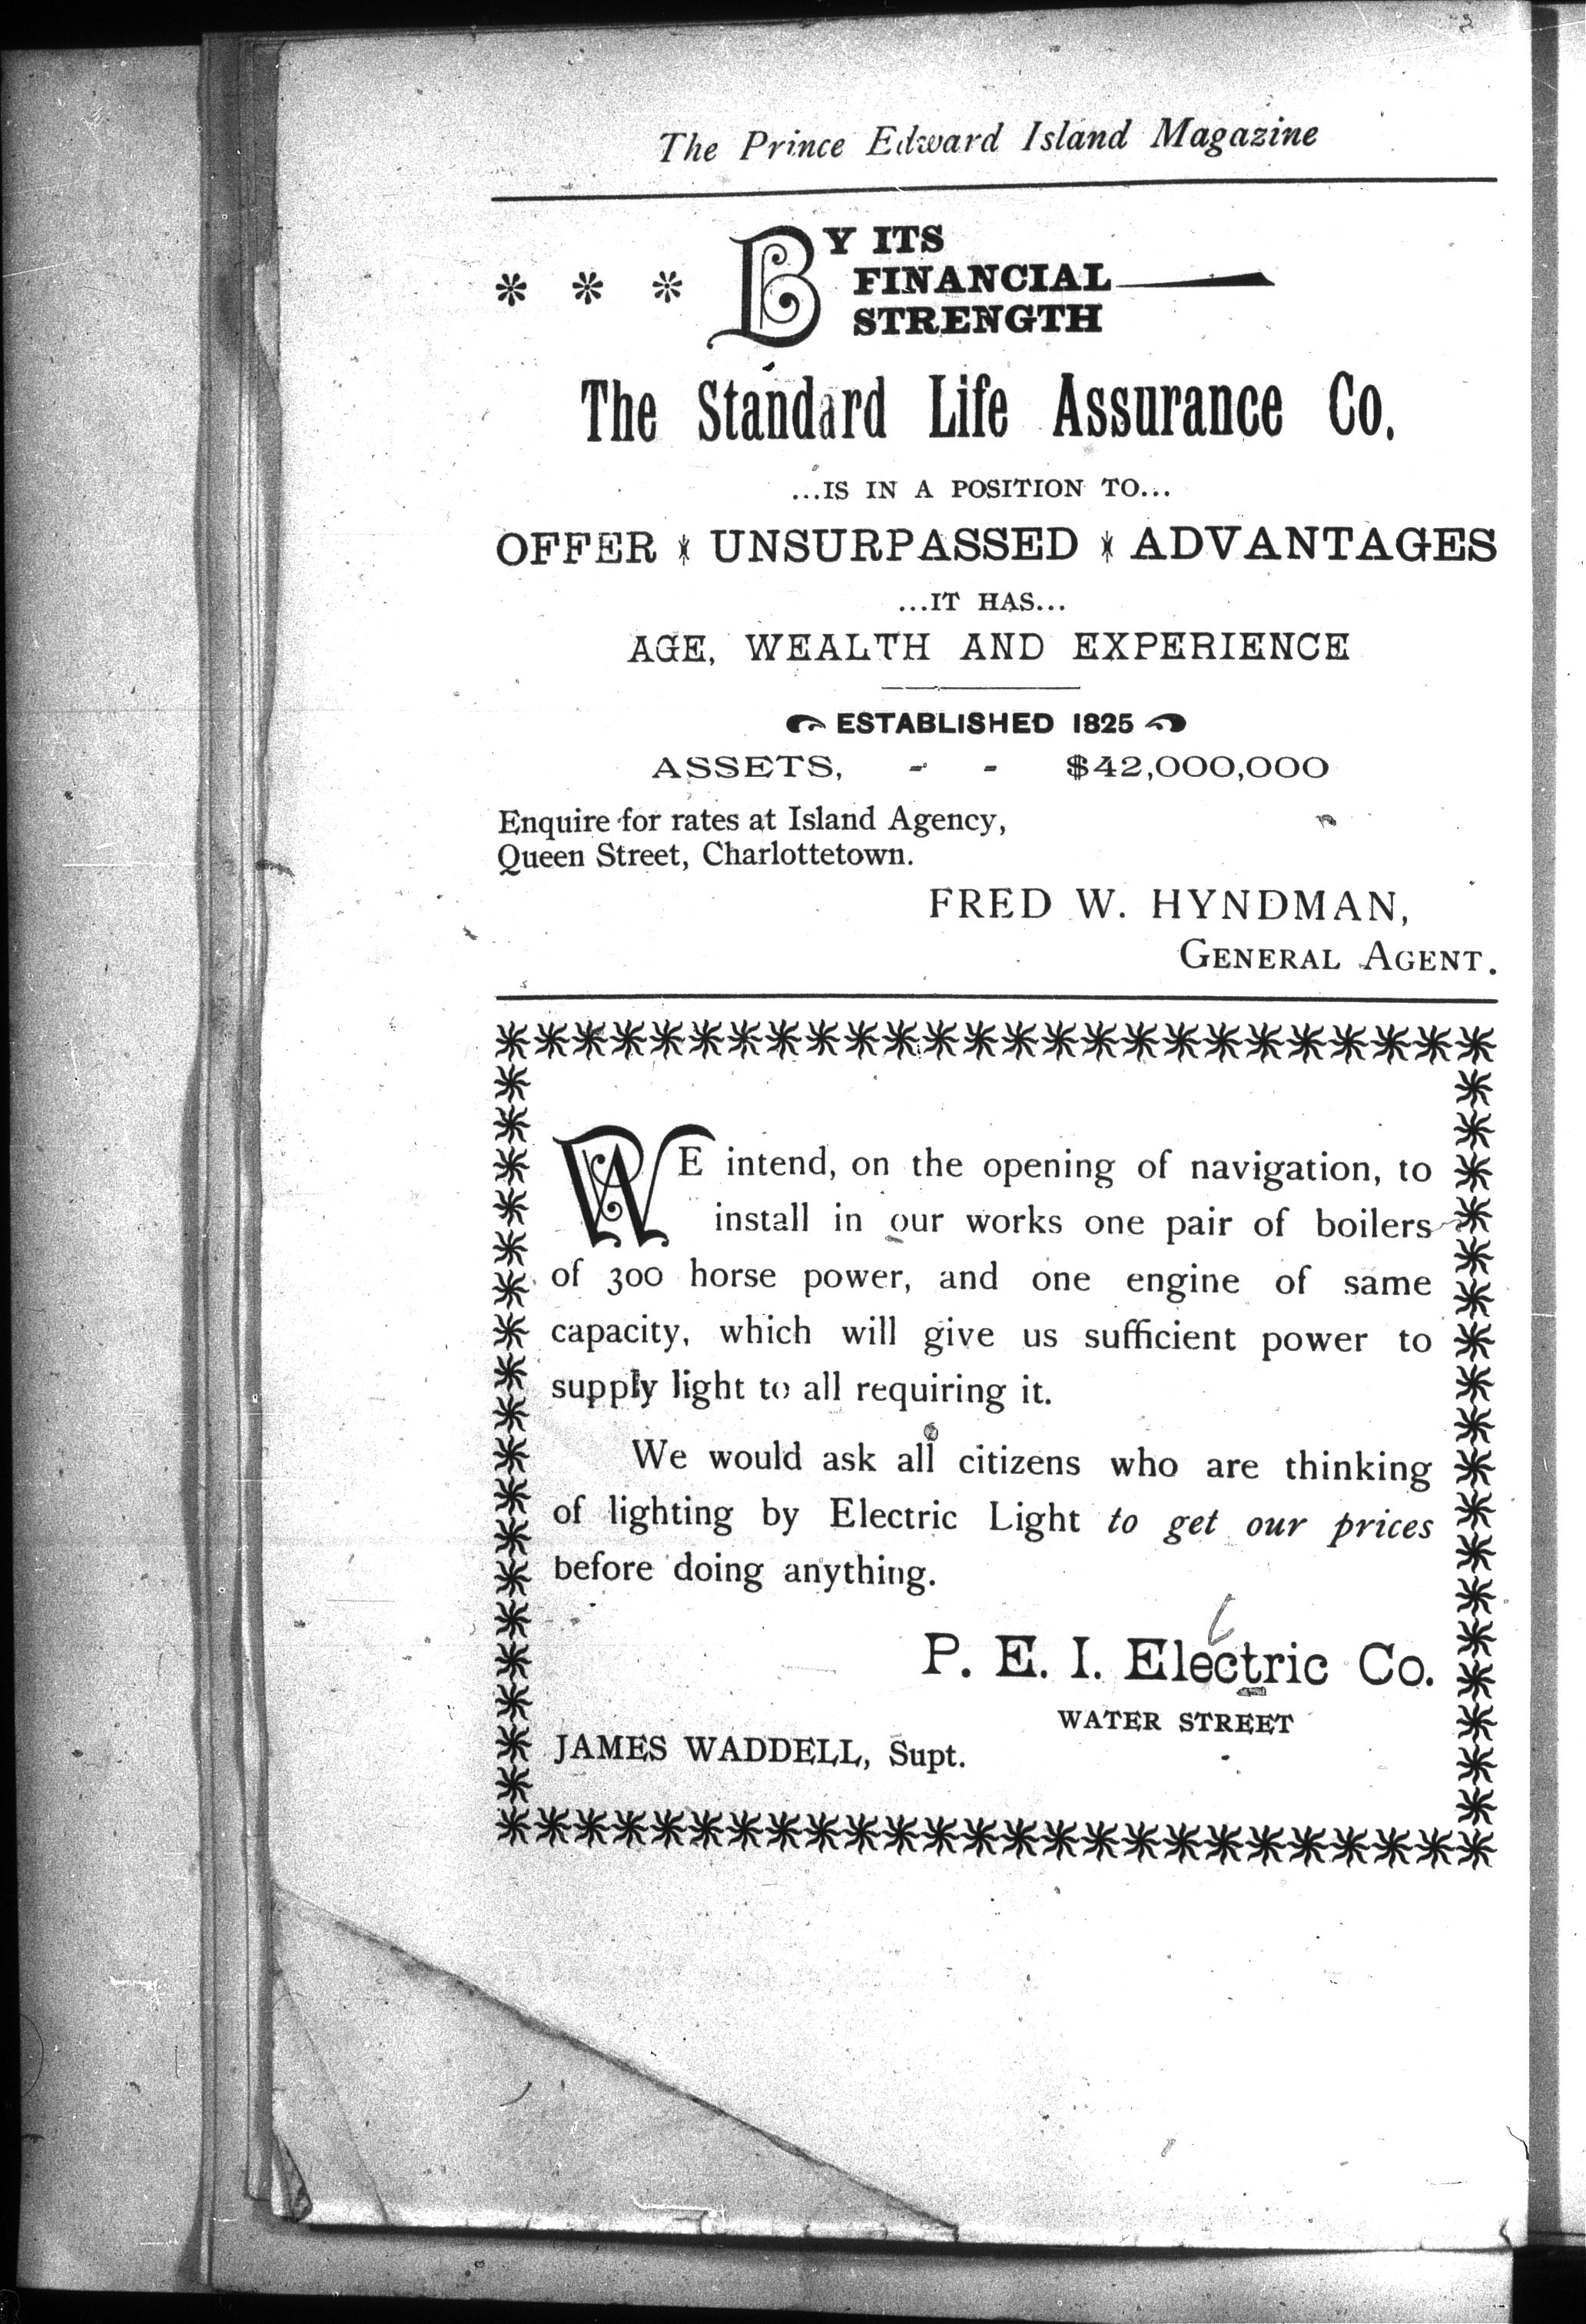 The Prince Edward Island Magazine
* * * BY ITS
FINANCIAL
STRENGTH
The Standard Life Assurance Co.
...IS IN A POSITION TO...
OFFER * UNSURPASSED * ADVANTAGES
...IT HAS...
AGE, WEALTH AND EXPERIENCE
ESTABLISHED 1825
ASSETS, - - $42,000,000
Enquire for rates at Island Agency,
Queen Street, Charlottetown.
FRED W. HYNDMAN,
GENERAL AGENT.
WE intend, on the opening of navigation, to
install in our works one pair of boilers
of 300 horse power, and one engine of same
capacity, which will give us sufficient power to
supply light to all requiring it.
We would ask all citizens who are thinking
of lighting by Electric Light to get our prices
before doing anything.
P. E. I. Electric Co.
WATER STREET
JAMES WADDELL, Supt.